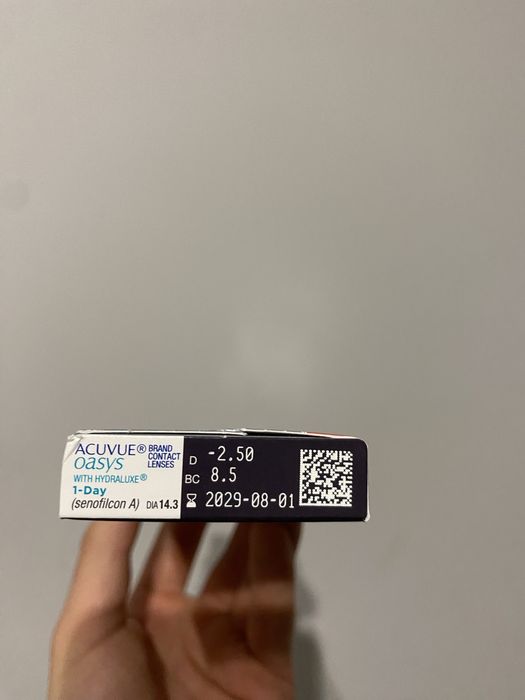 ACUVUE® BRAND
CONTACT
LENSES
oasys
WITH HYDRALUXE®
1-Day
(senofilcon A) DIA 14.3
D -2.50
BC 8.5
2029-08-01